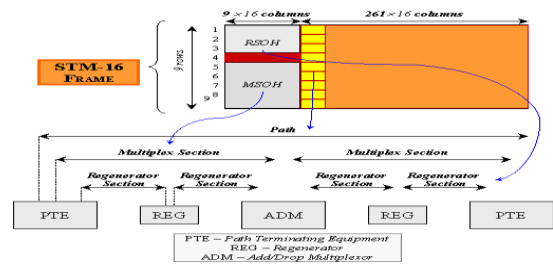 9 ×16 columns
261×16 columns
STM-16
FRAME
9 rows
1
2
3
4
5
6
7
8
9
RSOH
MSOH
Path
Multiplex Section
Multiplex Section
Regenerator
Section
Regenerator
Section
Regenerator
Section
Regenerator
Section
PTE
REG
ADM
REG
PTE
PTE – Path Terminating Equipment
REG – Regenerator
ADM – Add/Drop Multiplexor